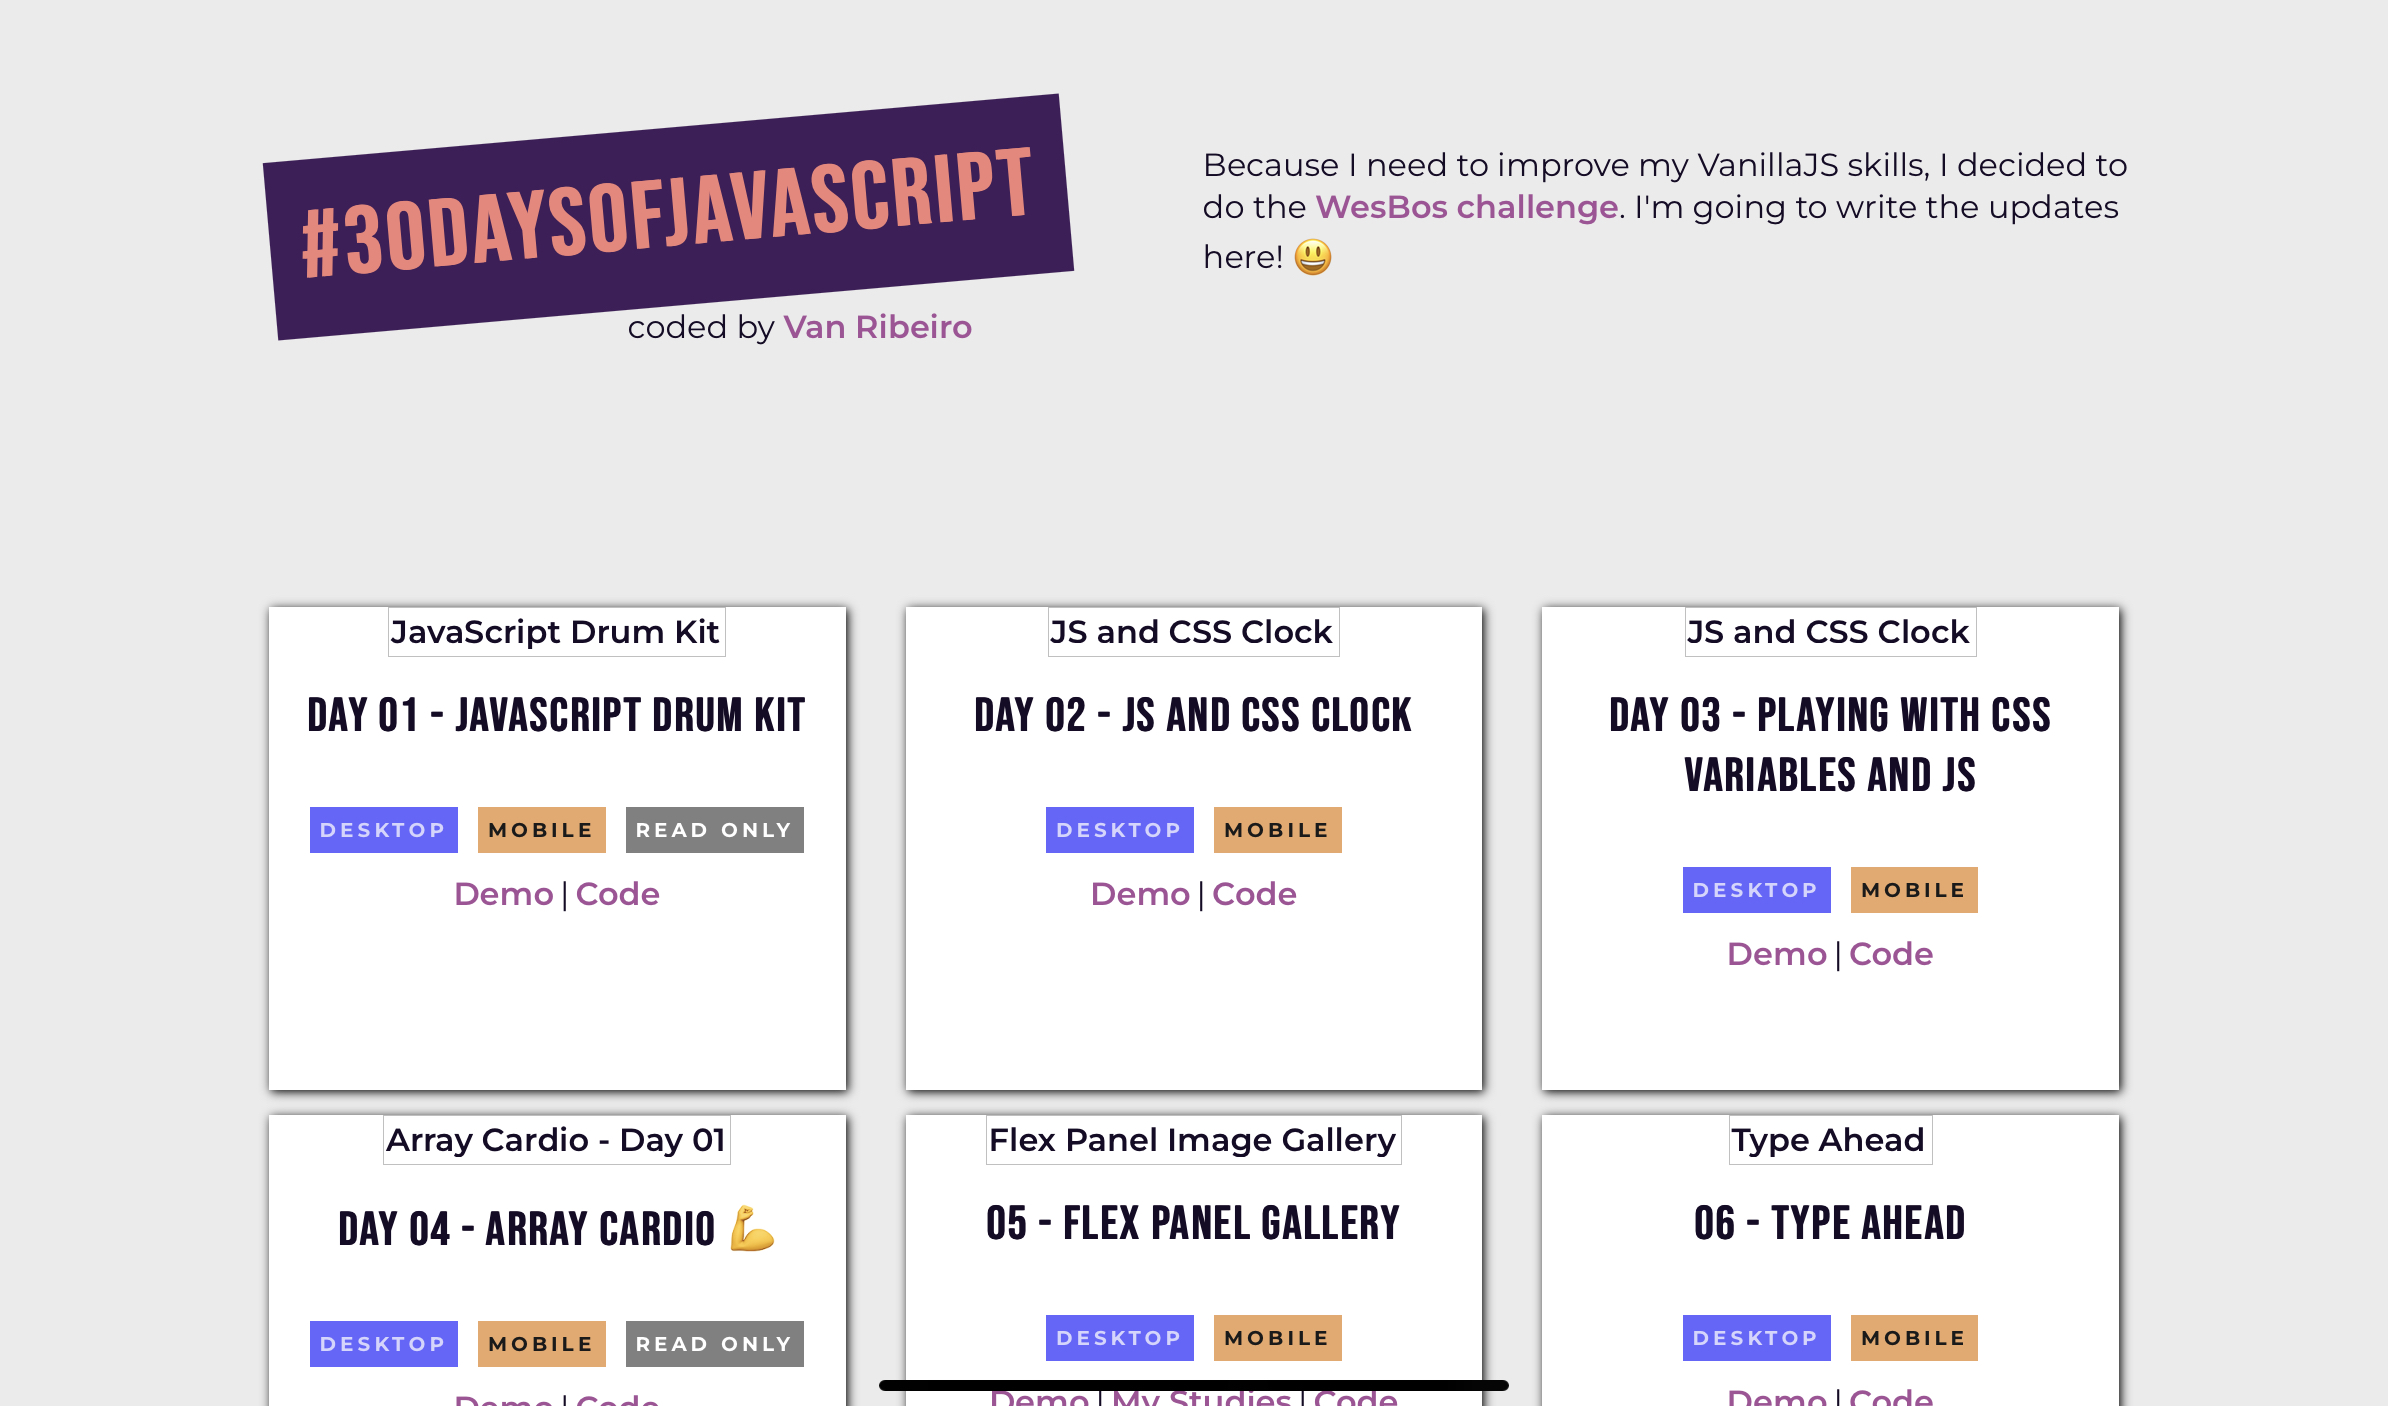 #30DAYSOFJAVASCRIPT
coded by Van Ribeiro
Because I need to improve my VanillaJS skills, I decided to
do the WesBos challenge. I'm going to write the updates
here! 😃
JavaScript Drum Kit
DAY 01 - JAVASCRIPT DRUM KIT
DESKTOP MOBILE READ ONLY
Demo | Code
JS and CSS Clock
DAY 02 - JS AND CSS CLOCK
DESKTOP MOBILE
Demo | Code
JS and CSS Clock
DAY 03 - PLAYING WITH CSS
VARIABLES AND JS
DESKTOP MOBILE
Demo | Code
Array Cardio - Day 01
DAY 04 - ARRAY CARDIO 💪
DESKTOP MOBILE READ ONLY
Demo | Code
Flex Panel Image Gallery
05 - FLEX PANEL GALLERY
DESKTOP MOBILE
Demo | My Studies | Code
Type Ahead
06 - TYPE AHEAD
DESKTOP MOBILE
Demo | Code